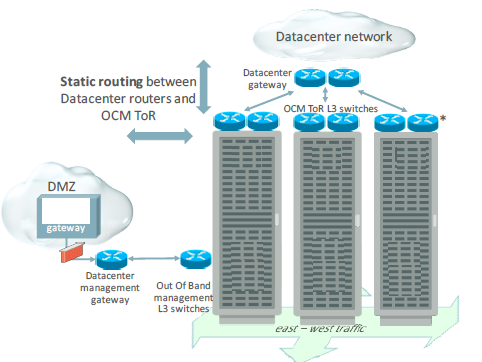 Datacenter network
Datacenter
gateway
Static routing between
Datacenter routers and
OCM ToR
OCM ToR L3 switches
*
DMZ
gateway
Datacenter
management
gateway
Out Of Band
management
L3 switches
east – west traffic